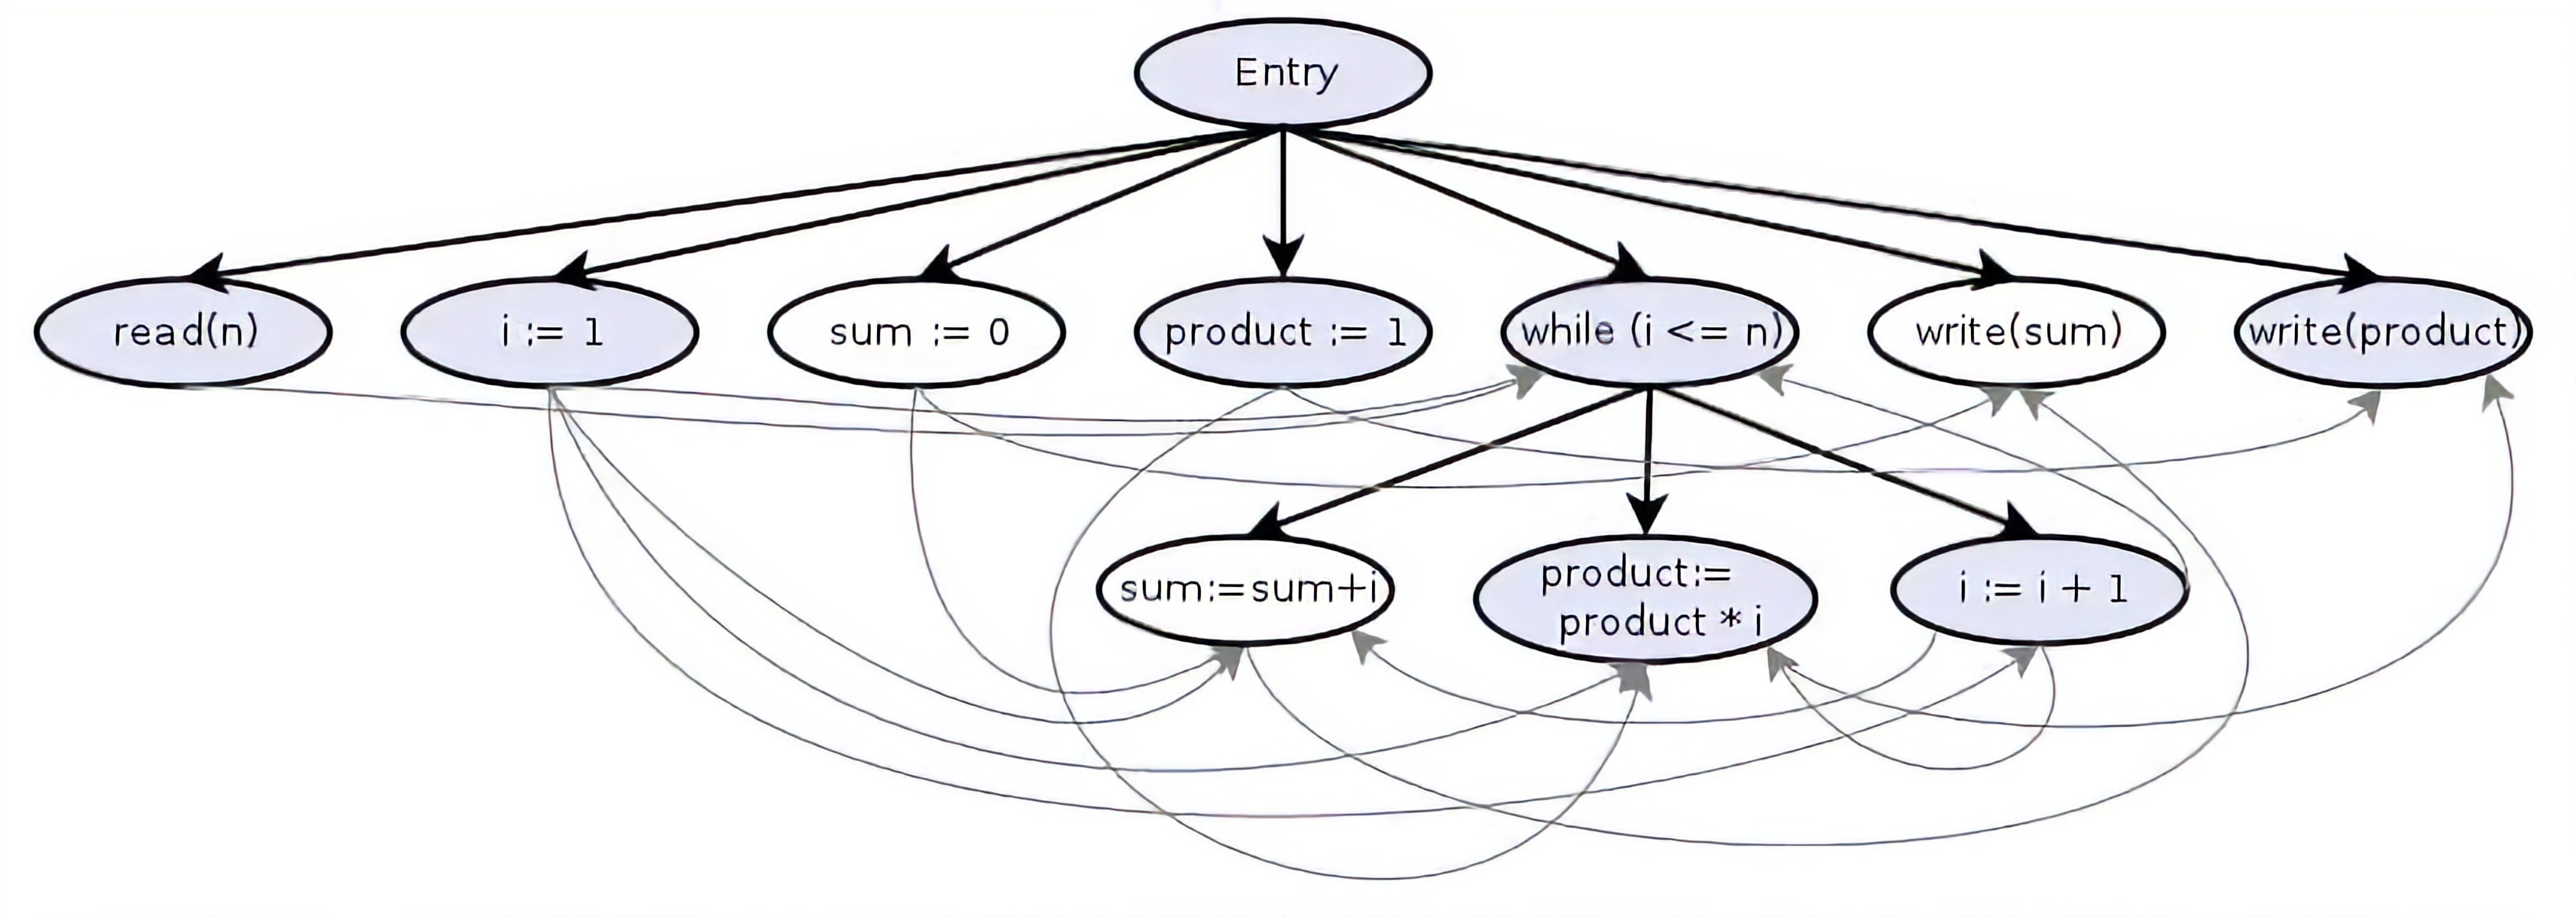 Entry
read(n)
i := 1
sum := 0
product := 1
while (i <= n)
write(sum)
write(product)
sum:=sum+i
product:=
product * i
i := i + 1